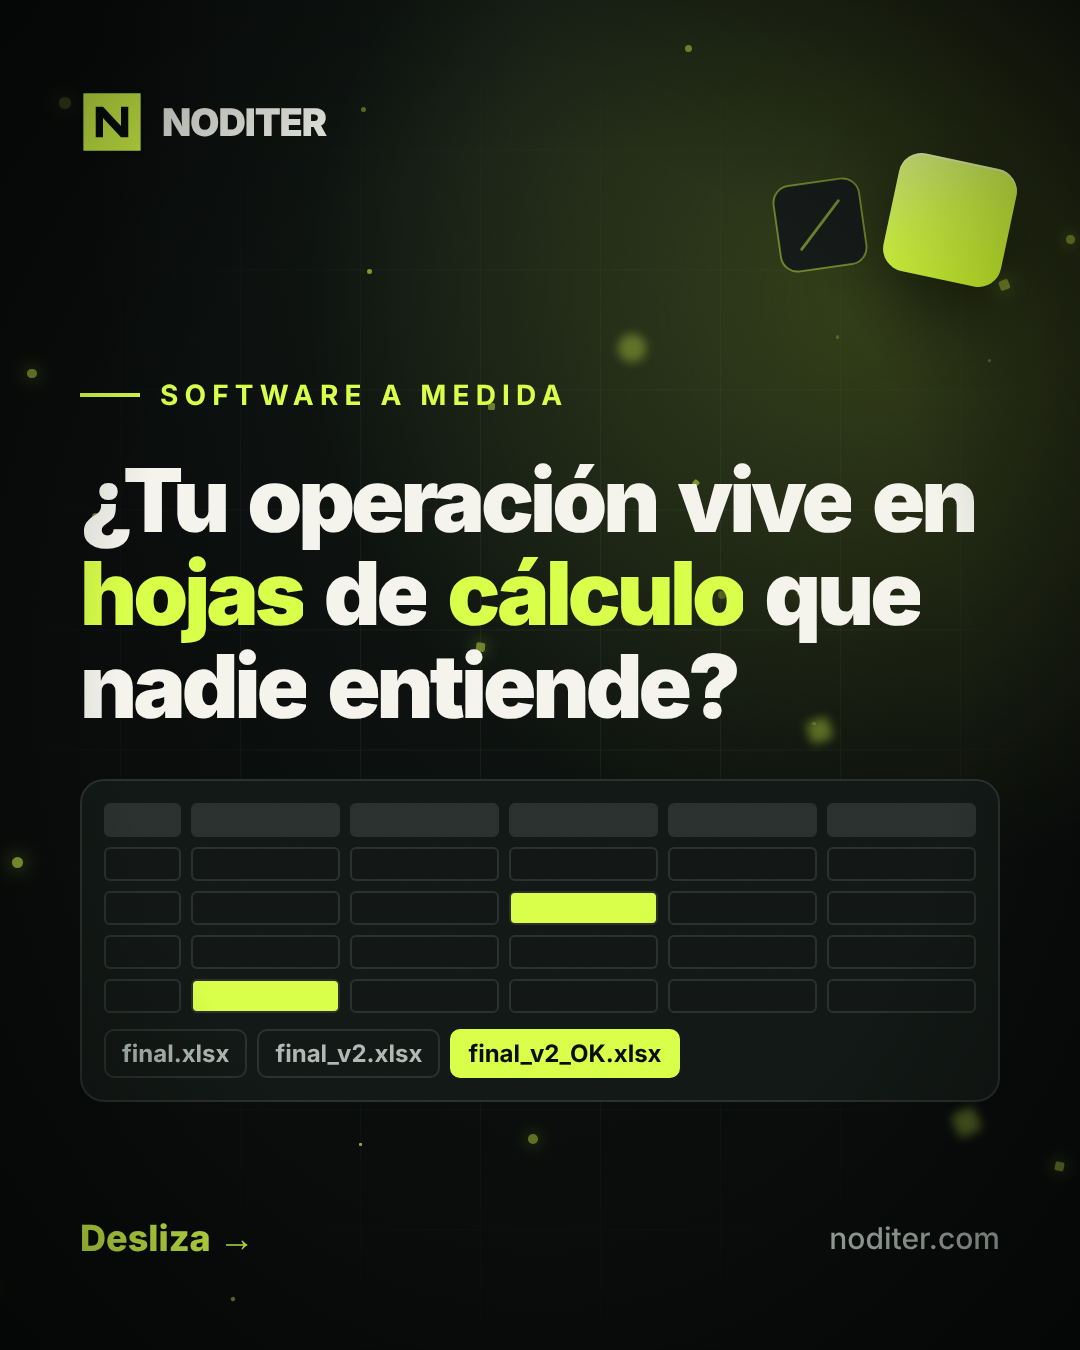 N NODITER
SOFTWARE A MEDIDA
¿Tu operación vive en
hojas de cálculo que
nadie entiende?
final.xlsx final_v2.xlsx final_v2_OK.xlsx
Desliza → noditer.com